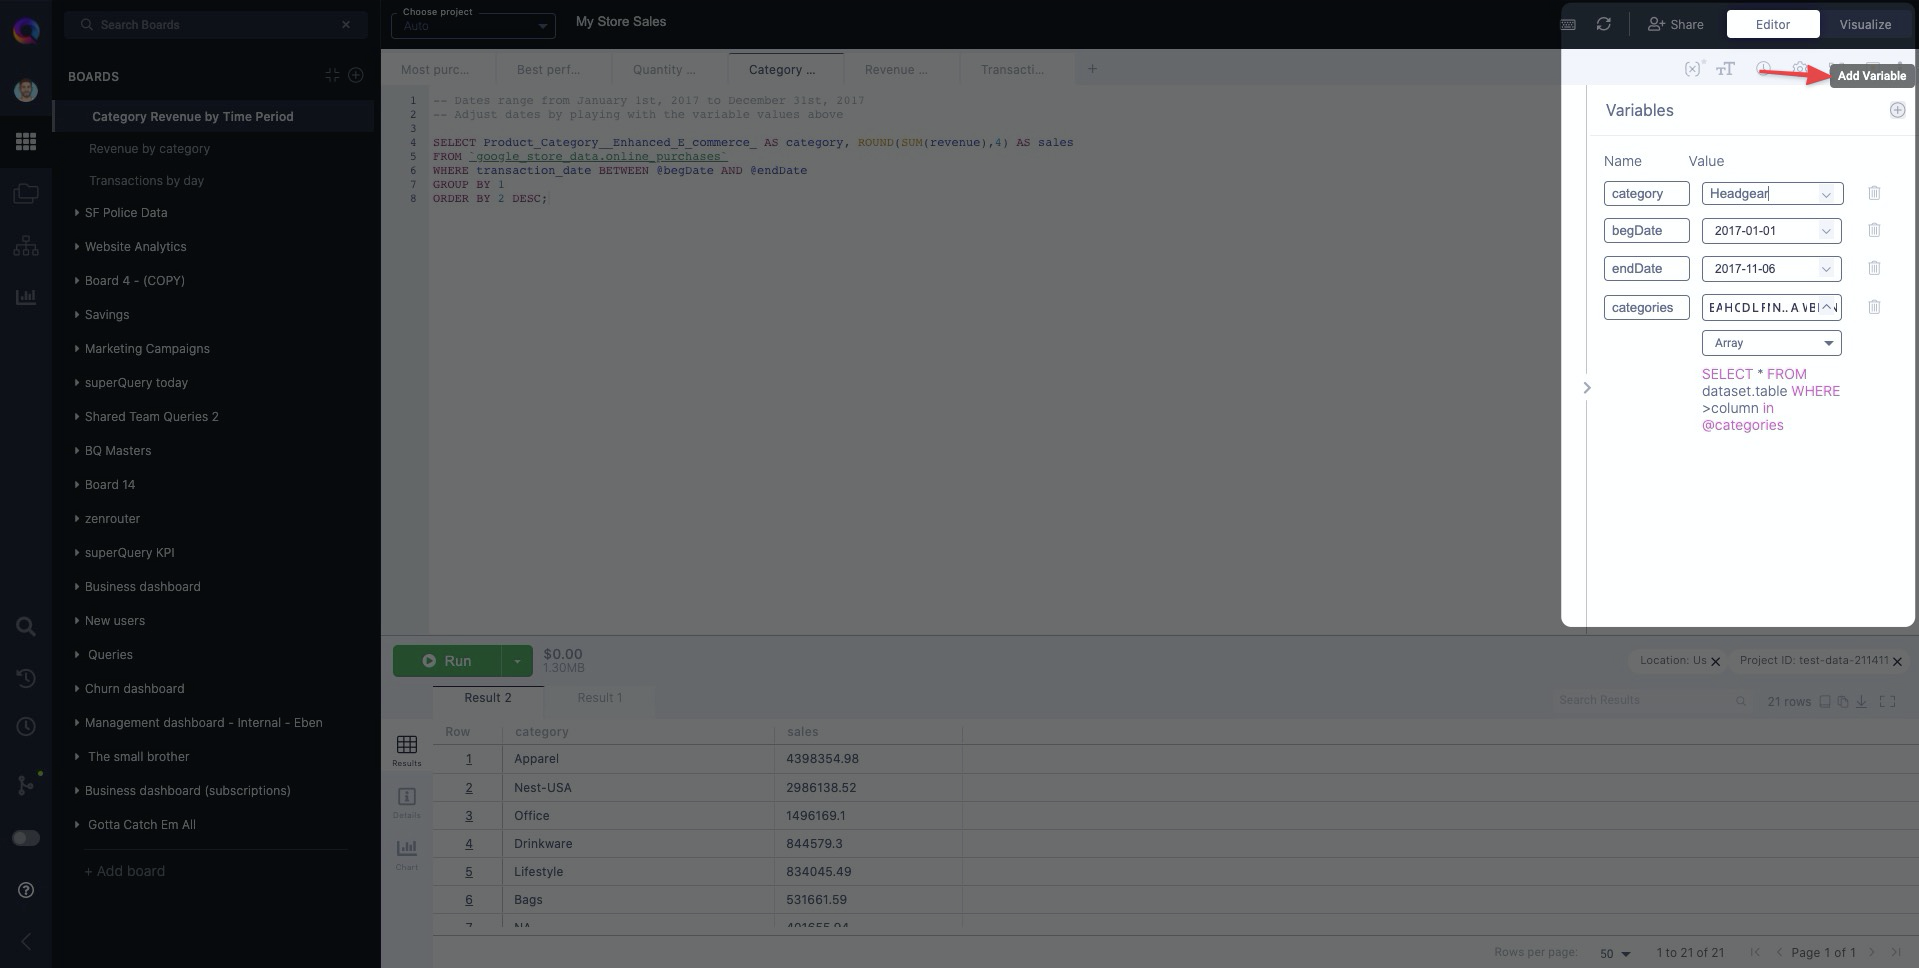 Search Boards
Choose project
Auto
My Store Sales
Share
Editor
Visualize
Add Variable
BOARDS
Category Revenue by Time Period
Revenue by category
Transactions by day
SF Police Data
Website Analytics
Board 4 - (COPY)
Savings
Marketing Campaigns
superQuery today
Shared Team Queries 2
BQ Masters
Board 14
zenrouter
superQuery KPI
Business dashboard
New users
Queries
Churn dashboard
Management dashboard - Internal - Eben
The small brother
Business dashboard (subscriptions)
Gotta Catch Em All
+ Add board
Most purc... Best perf... Quantity ... Category ... Revenue ... Transacti... +
1 -- Dates range from January 1st, 2017 to December 31st, 2017
2 -- Adjust dates by playing with the variable values above
3
4 SELECT Product_Category__Enhanced_E_commerce_ AS category, ROUND(SUM(revenue),4) AS sales
5 FROM `google_store_data.online_purchases`
6 WHERE transaction_date BETWEEN @begDate AND @endDate
7 GROUP BY 1
8 ORDER BY 2 DESC;
Variables
Name Value
category Headgear
begDate 2017-01-01
endDate 2017-11-06
categories
Array
SELECT * FROM
dataset.table WHERE
>column in
@categories
Run
$0.00
1.30MB
Location: Us
Project ID: test-data-211411
Result 2 Result 1
Search Results
21 rows
Results
Details
Chart
Row category sales
1 Apparel 4398354.98
2 Nest-USA 2986138.52
3 Office 1496169.1
4 Drinkware 844579.3
5 Lifestyle 834045.49
6 Bags 531661.59
Rows per page: 50 1 to 21 of 21 Page 1 of 1